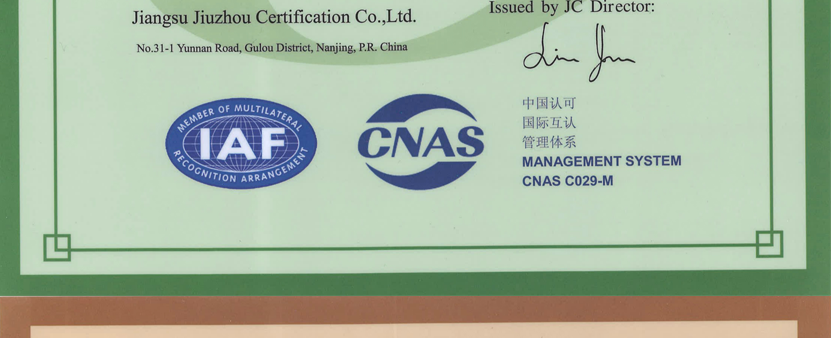 Jiangsu Jiuzhou Certification Co.,Ltd.
No.31-1 Yunnan Road, Gulou District, Nanjing, P.R. China
Issued by JC Director:
MEMBER OF MULTILATERAL
IAF
RECOGNITION ARRANGEMENT
CNAS
中国认可
国际互认
管理体系
MANAGEMENT SYSTEM
CNAS C029-M